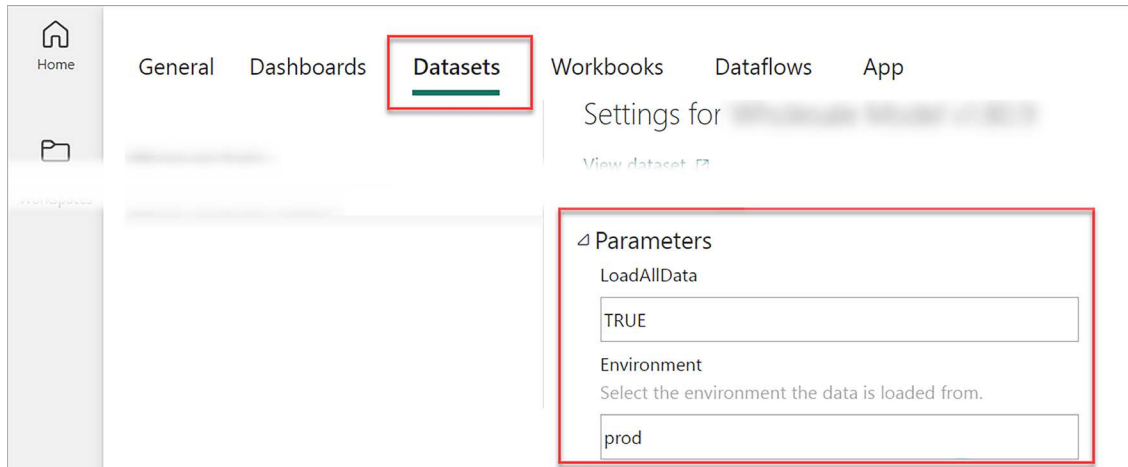 Home
General Dashboards Datasets Workbooks Dataflows App
Settings for
View dataset
Parameters
LoadAllData
TRUE
Environment
Select the environment the data is loaded from.
prod